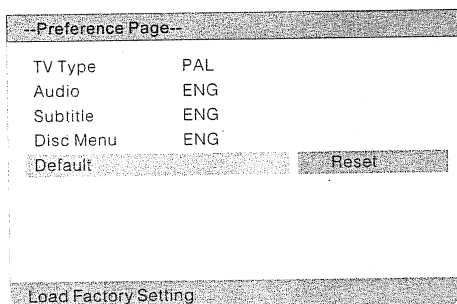 --Preference Page--
TV Type PAL
Audio ENG
Subtitle ENG
Disc Menu ENG
Default Reset
Load Factory Setting